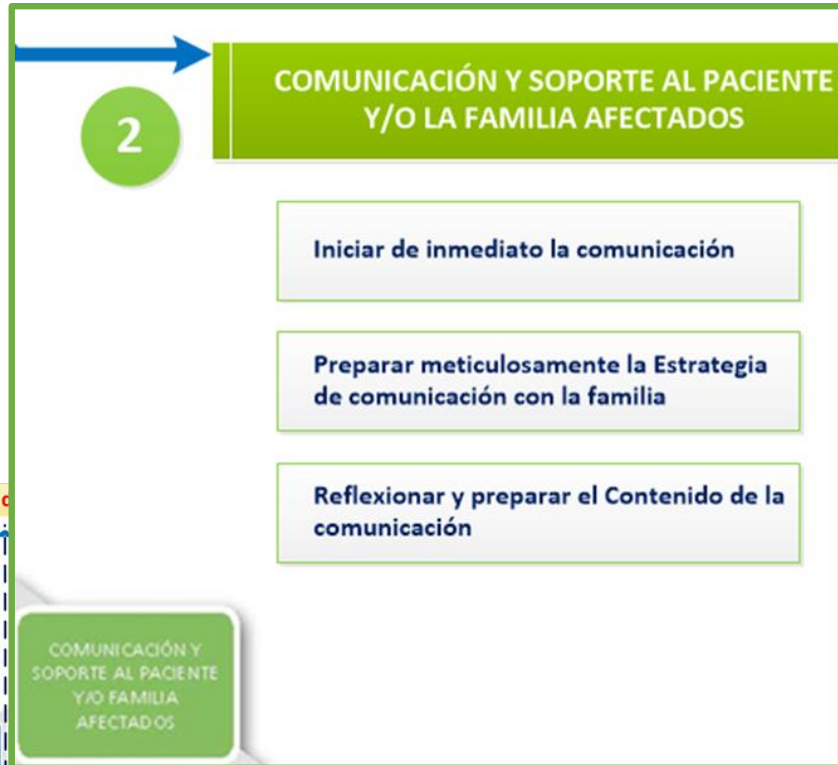 2
COMUNICACIÓN Y SOPORTE AL PACIENTE
Y/O LA FAMILIA AFECTADOS
Iniciar de inmediato la comunicación
Preparar meticulosamente la Estrategia
de comunicación con la familia
Reflexionar y preparar el Contenido de la
comunicación
COMUNICACIÓN Y
SOPORTE AL PACIENTE
Y/O FAMILIA
AFECTADOS